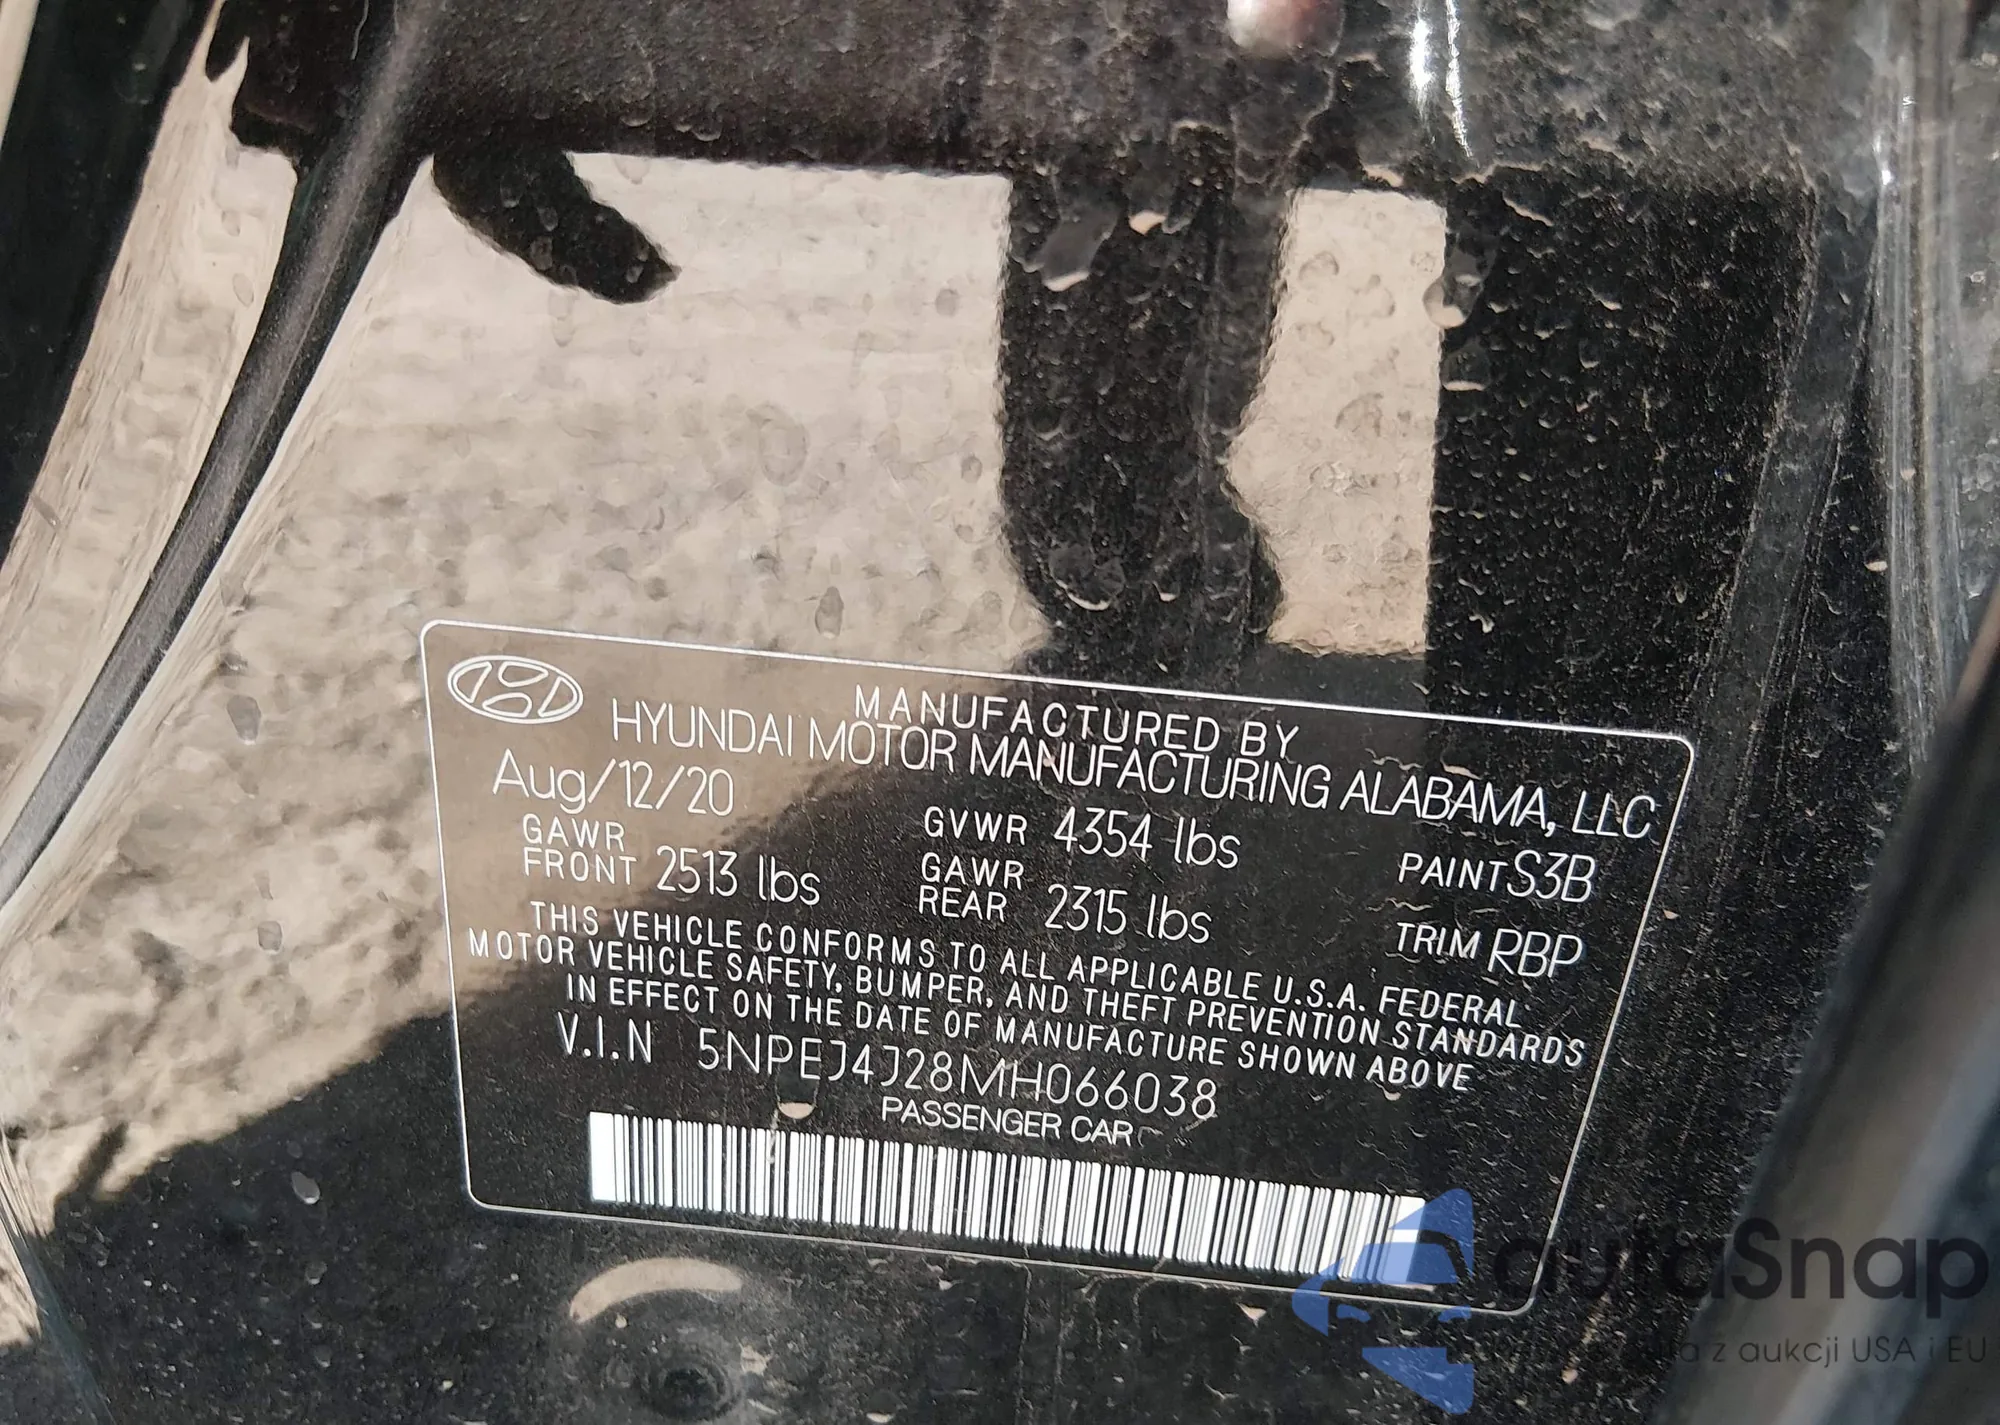 MANUFACTURED BY
HYUNDAI MOTOR MANUFACTURING ALABAMA, LLC
Aug/12/20
GVWR 4354 lbs
PAINT S3B
GAWR
FRONT 2513 lbs
GAWR
REAR 2315 lbs
TRIM RBP
THIS VEHICLE CONFORMS TO ALL APPLICABLE U.S.A. FEDERAL
MOTOR VEHICLE SAFETY, BUMPER, AND THEFT PREVENTION STANDARDS
IN EFFECT ON THE DATE OF MANUFACTURE SHOWN ABOVE
V.I.N 5NPEJ4J28MH066038
PASSENGER CAR
autaSnap
z aukcji USA i EU